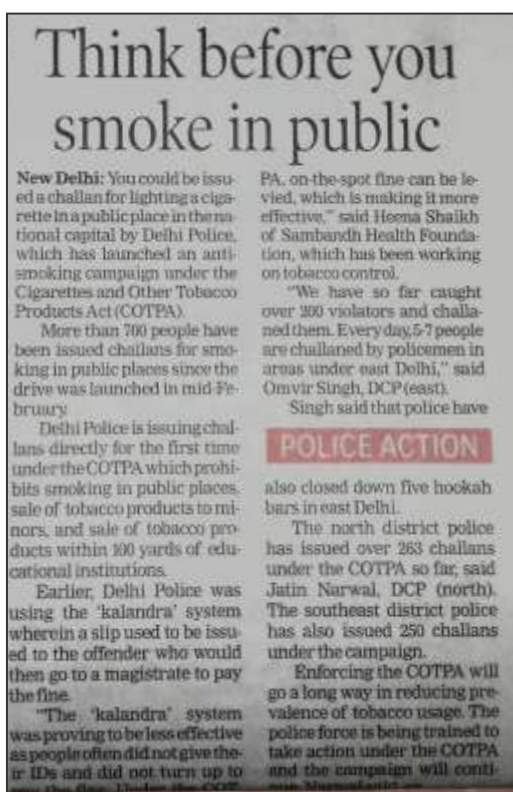 Think before you
smoke in public
New Delhi: You could be issu-
ed a challan for lighting a ciga-
rette in a public place in the na-
tional capital by Delhi Police,
which has launched an anti-
smoking campaign under the
Cigarettes and Other Tobacco
Products Act (COTPA).
More than 700 people have
been issued challans for smo-
king in public places since the
drive was launched in mid-Fe-
bruary.
Delhi Police is issuing chal-
lans directly for the first time
under the COTPA which prohi-
bits smoking in public places,
sale of tobacco products to mi-
nors, and sale of tobacco pro-
ducts within 100 yards of edu-
cational institutions.
Earlier, Delhi Police was
using the 'kalandra' system
wherein a slip used to be issu-
ed to the offender who would
then go to a magistrate to pay
the fine.
"The 'kalandra' system
was proving to be less effective
as people often did not give the-
ir IDs and did not turn up to
pay the fine. Under the COT-
PA, on-the-spot fine can be le-
vied, which is making it more
effective," said Heena Shaikh
of Sambandh Health Founda-
tion, which has been working
on tobacco control.
"We have so far caught
over 200 violators and challa-
ned them. Every day, 5-7 people
are challaned by policemen in
areas under east Delhi," said
Omvir Singh, DCP (east).
Singh said that police have
POLICE ACTION
also closed down five hookah
bars in east Delhi.
The north district police
has issued over 263 challans
under the COTPA so far, said
Jatin Narwal, DCP (north).
The southeast district police
has also issued 250 challans
under the campaign.
Enforcing the COTPA will
go a long way in reducing pre-
valence of tobacco usage. The
police force is being trained to
take action under the COTPA
and the campaign will conti-